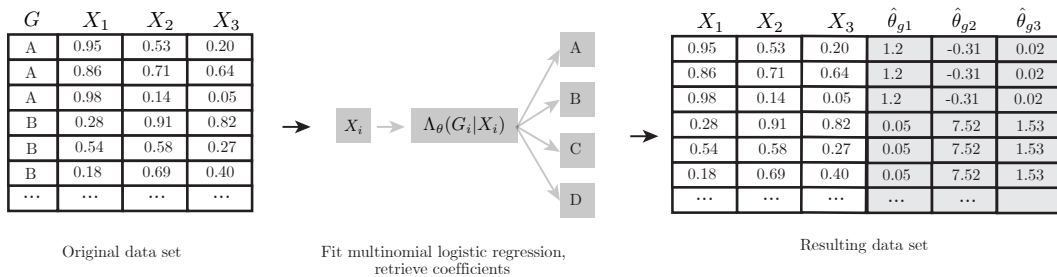 G X₁ X₂ X₃
A 0.95 0.53 0.20
A 0.86 0.71 0.64
A 0.98 0.14 0.05
B 0.28 0.91 0.82
B 0.54 0.58 0.27
B 0.18 0.69 0.40
... ... ... ...
Original data set
Xᵢ
Λ_θ(Gᵢ|Xᵢ)
A
B
C
D
Fit multinomial logistic regression,
retrieve coefficients
X₁ X₂ X₃ θ̂_g1 θ̂_g2 θ̂_g3
0.95 0.53 0.20 1.2 -0.31 0.02
0.86 0.71 0.64 1.2 -0.31 0.02
0.98 0.14 0.05 1.2 -0.31 0.02
0.28 0.91 0.82 0.05 7.52 1.53
0.54 0.58 0.27 0.05 7.52 1.53
0.18 0.69 0.40 0.05 7.52 1.53
... ... ... ... ...
Resulting data set